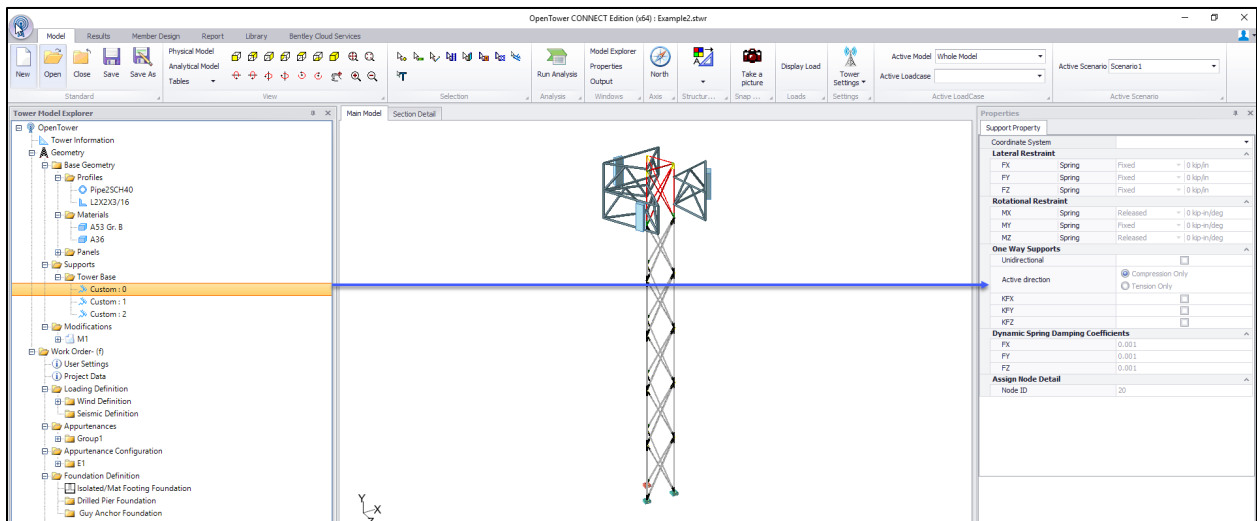 OpenTower CONNECT Edition (x64) : Example2.stwr
Model Results Member Design Report Library Bentley Cloud Services
New Open Close Save Save As
Physical Model
Analytical Model
Tables
Run Analysis
Model Explorer
Properties
Output
North
Take a picture
Display Load
Tower Settings
Active Model Whole Model
Active Loadcase
Active Scenario Scenario1
Standard View Selection Analysis Windows Axis Structur... Snap ... Loads Settings Active LoadCase Active Scenario
Tower Model Explorer
OpenTower
Tower Information
Geometry
Base Geometry
Profiles
Pipe2SCH40
L2X2X3/16
Materials
A53 Gr. B
A36
Panels
Supports
Tower Base
Custom : 0
Custom : 1
Custom : 2
Modifications
M1
Work Order- (f)
User Settings
Project Data
Loading Definition
Wind Definition
Seismic Definition
Appurtenances
Group1
Appurtenance Configuration
E1
Foundation Definition
Isolated/Mat Footing Foundation
Drilled Pier Foundation
Guy Anchor Foundation
Main Model Section Detail
Y
X
Z
Properties
Support Property
Coordinate System
Lateral Restraint
FX Spring Fixed 0 kip/in
FY Spring Fixed 0 kip/in
FZ Spring Fixed 0 kip/in
Rotational Restraint
MX Spring Released 0 kip-in/deg
MY Spring Fixed 0 kip-in/deg
MZ Spring Released 0 kip-in/deg
One Way Supports
Unidirectional
Active direction Compression Only
Tension Only
KFX
KFY
KFZ
Dynamic Spring Damping Coefficients
FX 0.001
FY 0.001
FZ 0.001
Assign Node Detail
Node ID 20